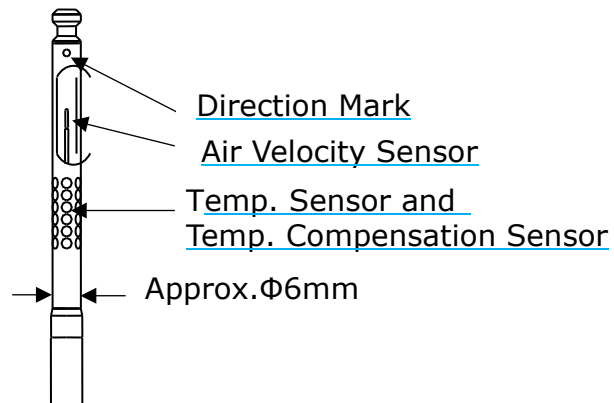 Direction Mark
Air Velocity Sensor
Temp. Sensor and
Temp. Compensation Sensor
Approx.Φ6mm